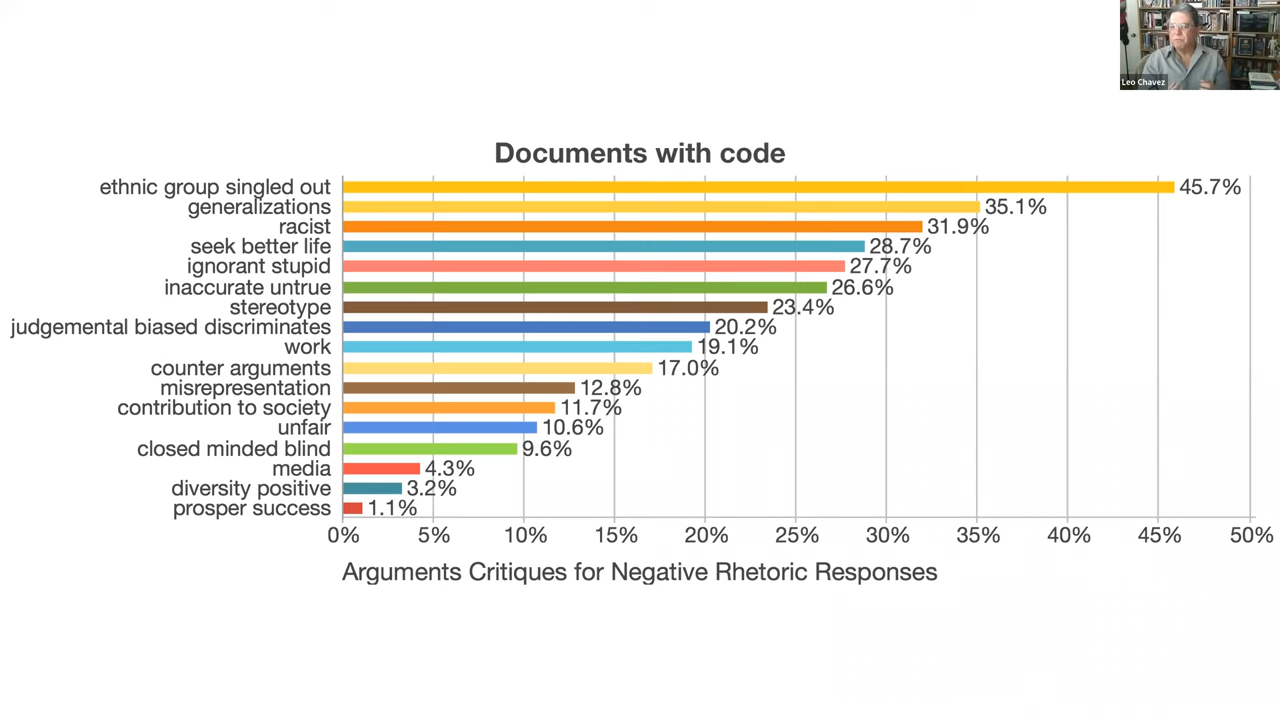 Leo Chavez
Documents with code
ethnic group singled out 45.7%
generalizations 35.1%
racist 31.9%
seek better life 28.7%
ignorant stupid 27.7%
inaccurate untrue 26.6%
stereotype 23.4%
judgemental biased discriminates 20.2%
work 19.1%
counter arguments 17.0%
misrepresentation 12.8%
contribution to society 11.7%
unfair 10.6%
closed minded blind 9.6%
media 4.3%
diversity positive 3.2%
prosper success 1.1%
0% 5% 10% 15% 20% 25% 30% 35% 40% 45% 50%
Arguments Critiques for Negative Rhetoric Responses